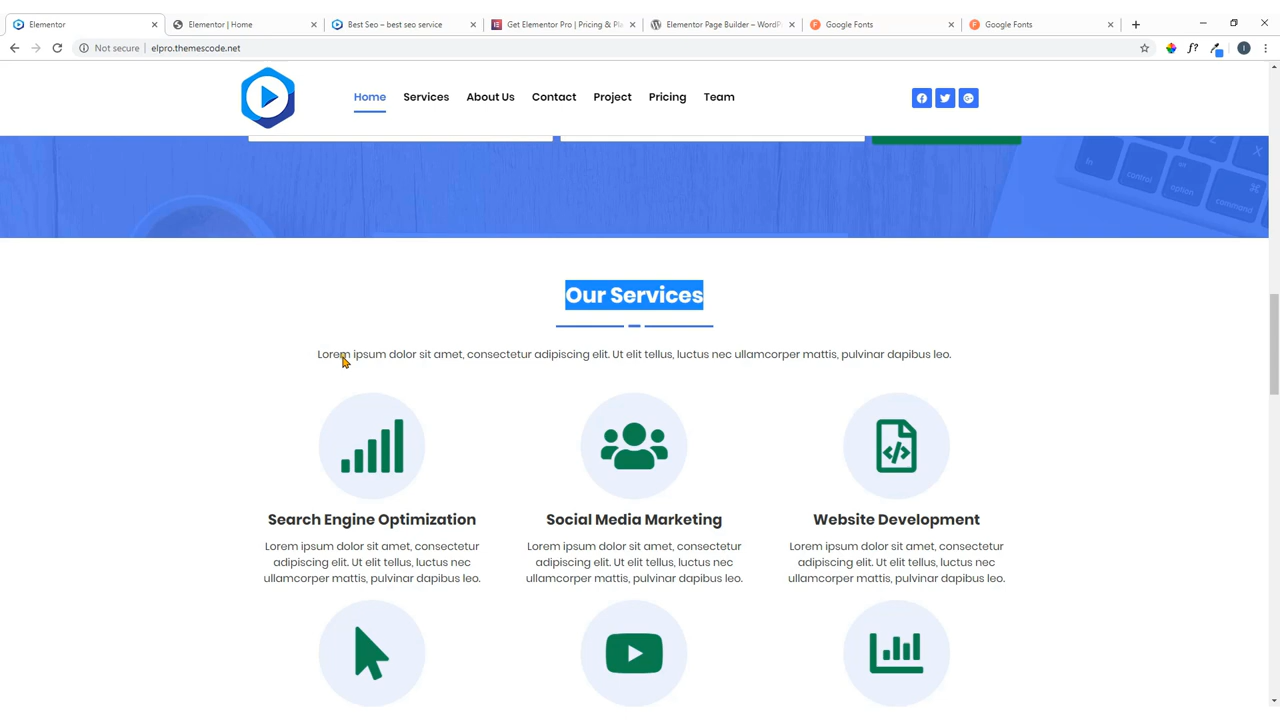 Elementor
Elementor | Home
Best Seo – best seo service
Get Elementor Pro | Pricing & Pl
Elementor Page Builder – WordP
Google Fonts
Google Fonts
Not secure | elpro.themescode.net
f?
I
Home Services About Us Contact Project Pricing Team
fn
control
option
command
Z
X
Our Services
Lorem ipsum dolor sit amet, consectetur adipiscing elit. Ut elit tellus, luctus nec ullamcorper mattis, pulvinar dapibus leo.
Search Engine Optimization
Lorem ipsum dolor sit amet, consectetur
adipiscing elit. Ut elit tellus, luctus nec
ullamcorper mattis, pulvinar dapibus leo.
Social Media Marketing
Lorem ipsum dolor sit amet, consectetur
adipiscing elit. Ut elit tellus, luctus nec
ullamcorper mattis, pulvinar dapibus leo.
Website Development
Lorem ipsum dolor sit amet, consectetur
adipiscing elit. Ut elit tellus, luctus nec
ullamcorper mattis, pulvinar dapibus leo.